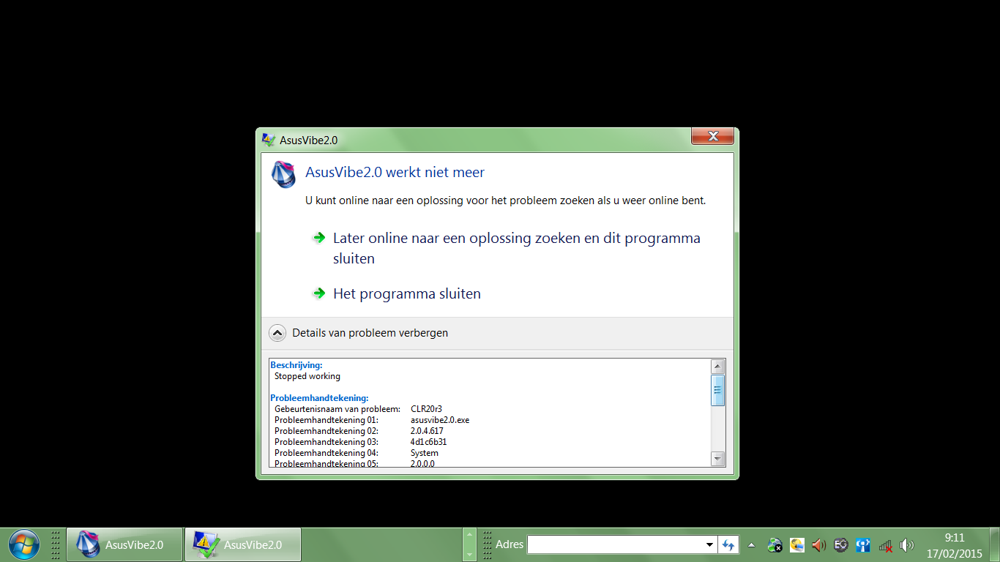 AsusVibe2.0
AsusVibe2.0 werkt niet meer
U kunt online naar een oplossing voor het probleem zoeken als u weer online bent.
Later online naar een oplossing zoeken en dit programma
sluiten
Het programma sluiten
Details van probleem verbergen
Beschrijving:
Stopped working
Probleemhandtekening:
Gebeurtenisnaam van probleem: CLR20r3
Probleemhandtekening 01: asusvibe2.0.exe
Probleemhandtekening 02: 2.0.4.617
Probleemhandtekening 03: 4d1c6b31
Probleemhandtekening 04: System
Probleemhandtekening 05: 2.0.0.0
AsusVibe2.0
AsusVibe2.0
Adres
9:11
17/02/2015